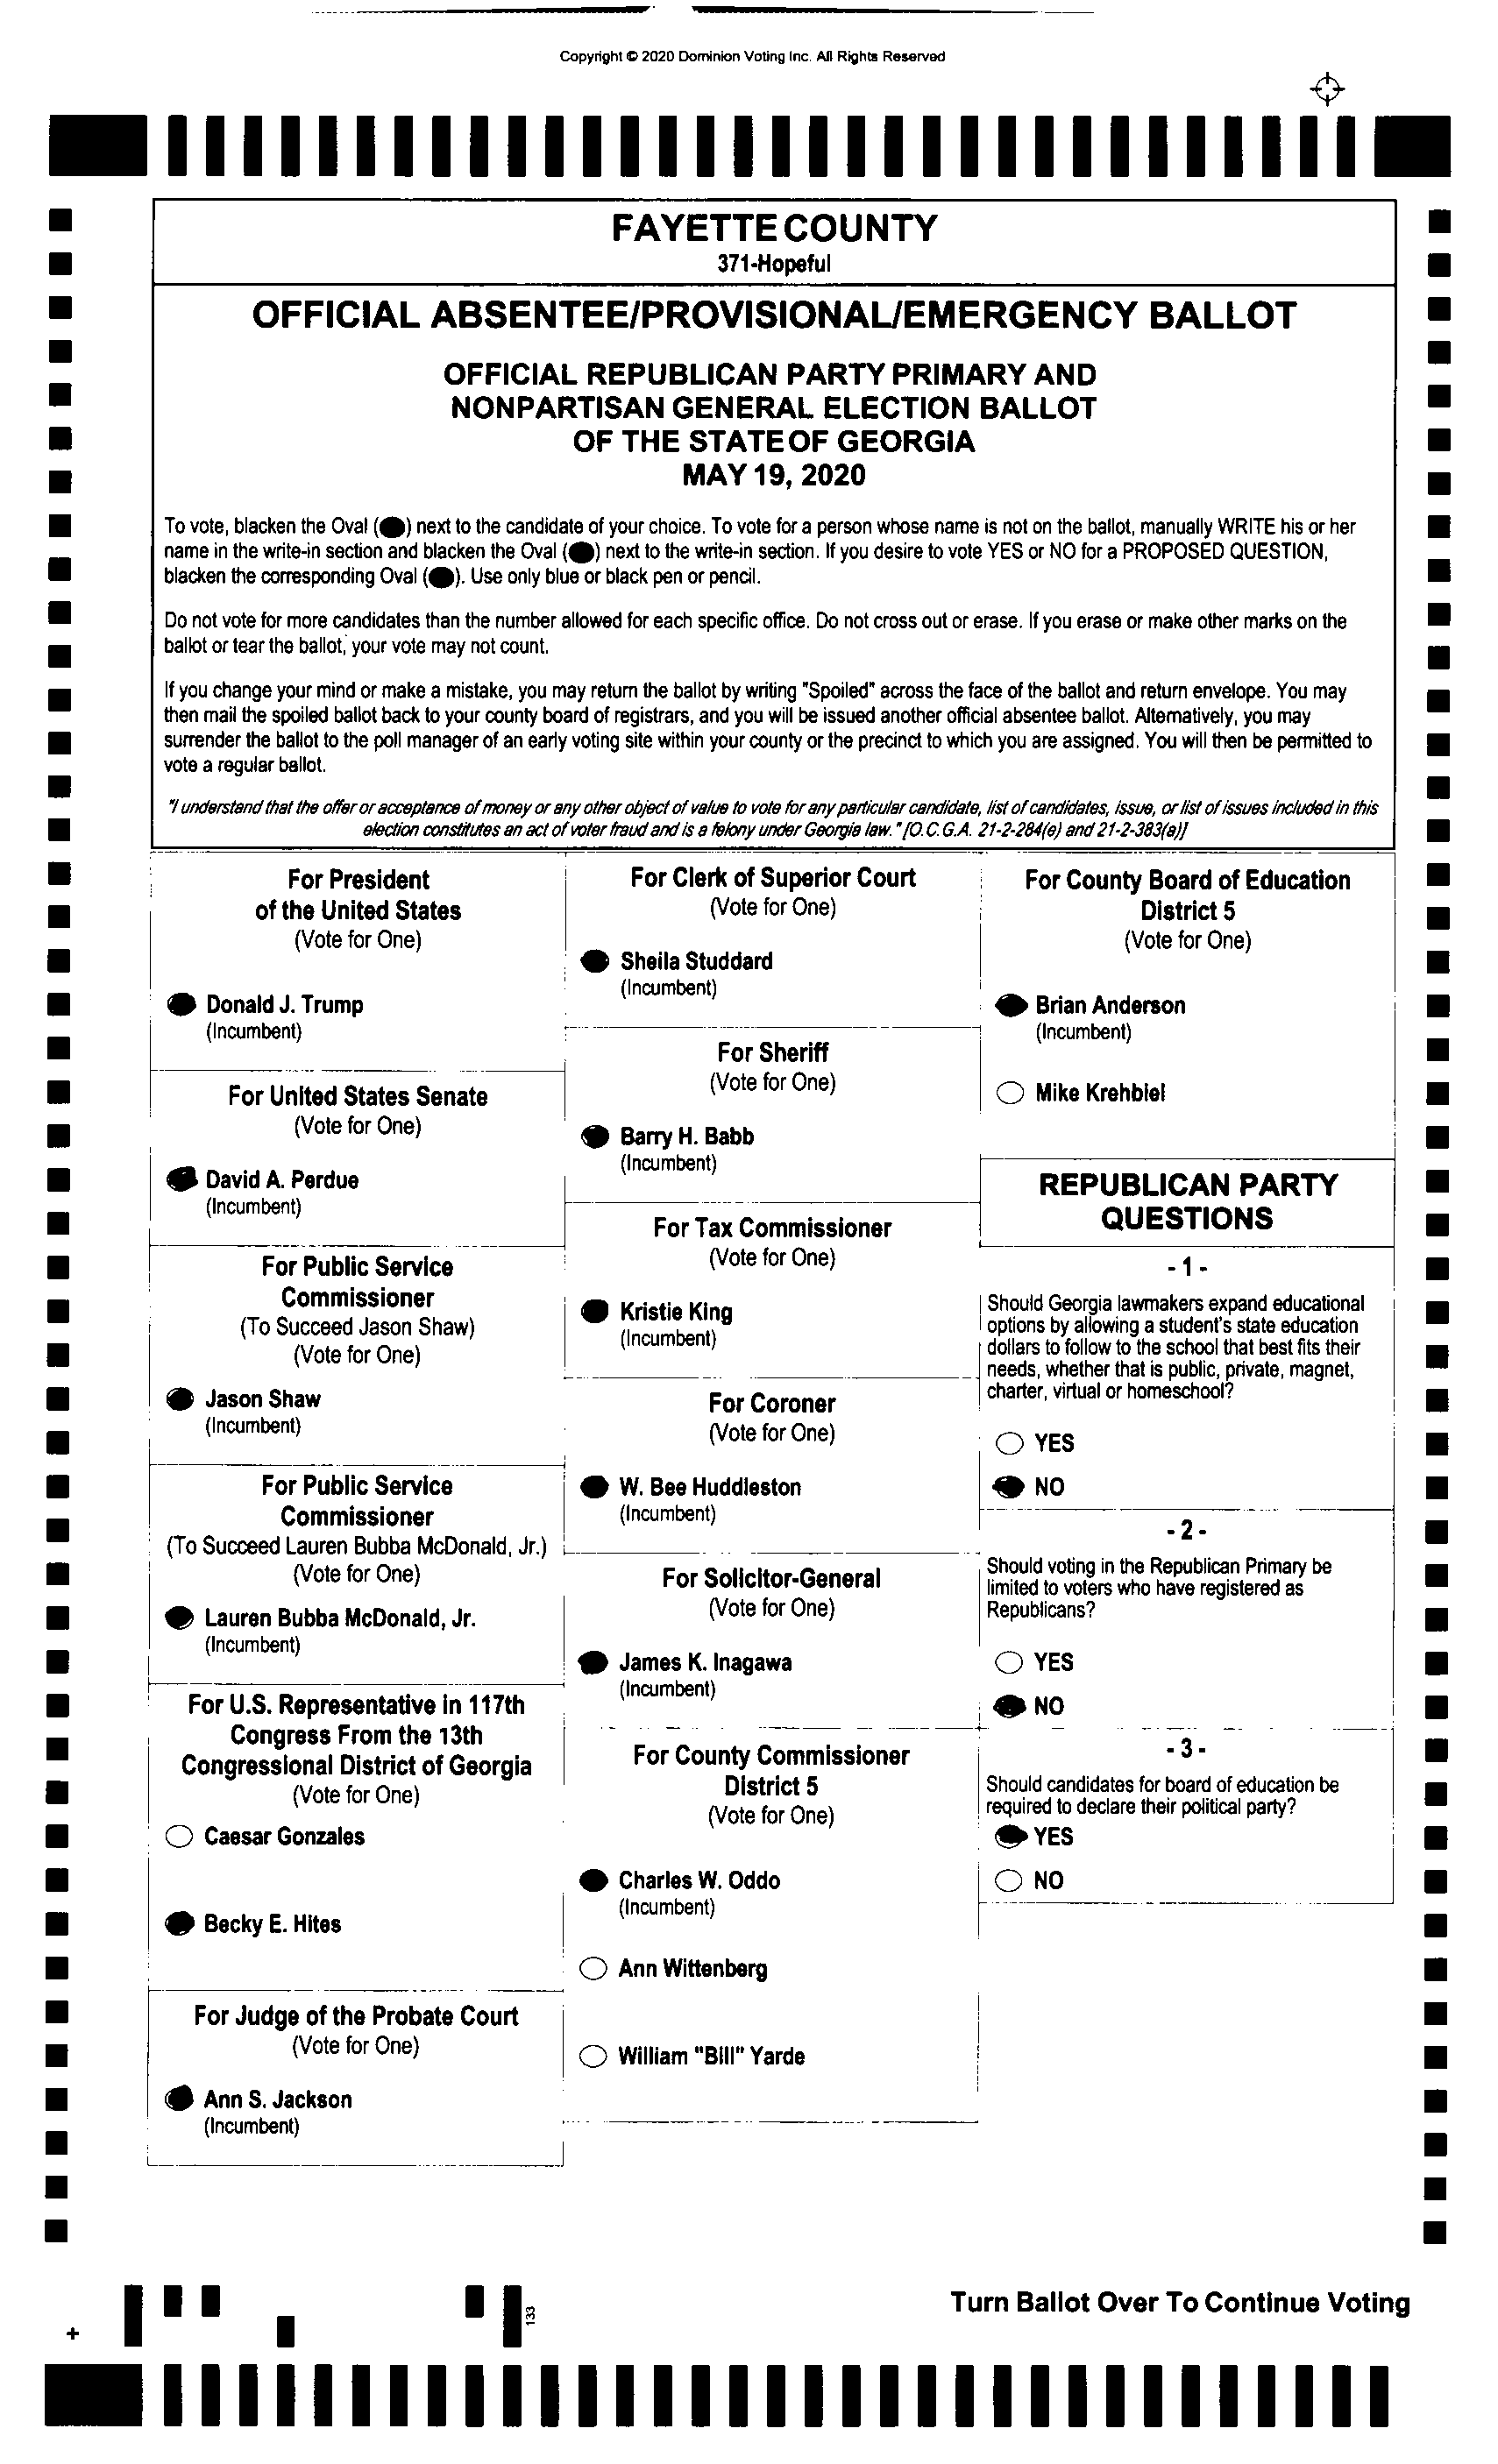 Copyright © 2020 Dominion Voting Inc. All Rights Reserved
FAYETTE COUNTY
371-Hopeful
OFFICIAL ABSENTEE/PROVISIONAL/EMERGENCY BALLOT
OFFICIAL REPUBLICAN PARTY PRIMARY AND
NONPARTISAN GENERAL ELECTION BALLOT
OF THE STATE OF GEORGIA
MAY 19, 2020
To vote, blacken the Oval () next to the candidate of your choice. To vote for a person whose name is not on the ballot, manually WRITE his or her
name in the write-in section and blacken the Oval () next to the write-in section. If you desire to vote YES or NO for a PROPOSED QUESTION,
blacken the corresponding Oval (). Use only blue or black pen or pencil.
Do not vote for more candidates than the number allowed for each specific office. Do not cross out or erase. If you erase or make other marks on the
ballot or tear the ballot, your vote may not count.
If you change your mind or make a mistake, you may return the ballot by writing "Spoiled" across the face of the ballot and return envelope. You may
then mail the spoiled ballot back to your county board of registrars, and you will be issued another official absentee ballot. Alternatively, you may
surrender the ballot to the poll manager of an early voting site within your county or the precinct to which you are assigned. You will then be permitted to
vote a regular ballot.
"I understand that the offer or acceptance of money or any other object of value to vote for any particular candidate, list of candidates, issue, or list of issues included in this
election constitutes an act of voter fraud and is a felony under Georgia law." [O.C.G.A. 21-2-284(e) and 21-2-383(a)]
For President
of the United States
(Vote for One)
Donald J. Trump
(Incumbent)
For United States Senate
(Vote for One)
David A. Perdue
(Incumbent)
For Public Service
Commissioner
(To Succeed Jason Shaw)
(Vote for One)
Jason Shaw
(Incumbent)
For Public Service
Commissioner
(To Succeed Lauren Bubba McDonald, Jr.)
(Vote for One)
Lauren Bubba McDonald, Jr.
(Incumbent)
For U.S. Representative in 117th
Congress From the 13th
Congressional District of Georgia
(Vote for One)
Caesar Gonzales
Becky E. Hites
For Judge of the Probate Court
(Vote for One)
Ann S. Jackson
(Incumbent)
For Clerk of Superior Court
(Vote for One)
Sheila Studdard
(Incumbent)
For Sheriff
(Vote for One)
Barry H. Babb
(Incumbent)
For Tax Commissioner
(Vote for One)
Kristie King
(Incumbent)
For Coroner
(Vote for One)
W. Bee Huddleston
(Incumbent)
For Solicitor-General
(Vote for One)
James K. Inagawa
(Incumbent)
For County Commissioner
District 5
(Vote for One)
Charles W. Oddo
(Incumbent)
Ann Wittenberg
William "Bill" Yarde
For County Board of Education
District 5
(Vote for One)
Brian Anderson
(Incumbent)
Mike Krehbiel
REPUBLICAN PARTY
QUESTIONS
- 1 -
Should Georgia lawmakers expand educational
options by allowing a student's state education
dollars to follow to the school that best fits their
needs, whether that is public, private, magnet,
charter, virtual or homeschool?
YES
NO
- 2 -
Should voting in the Republican Primary be
limited to voters who have registered as
Republicans?
YES
NO
- 3 -
Should candidates for board of education be
required to declare their political party?
YES
NO
Turn Ballot Over To Continue Voting
133